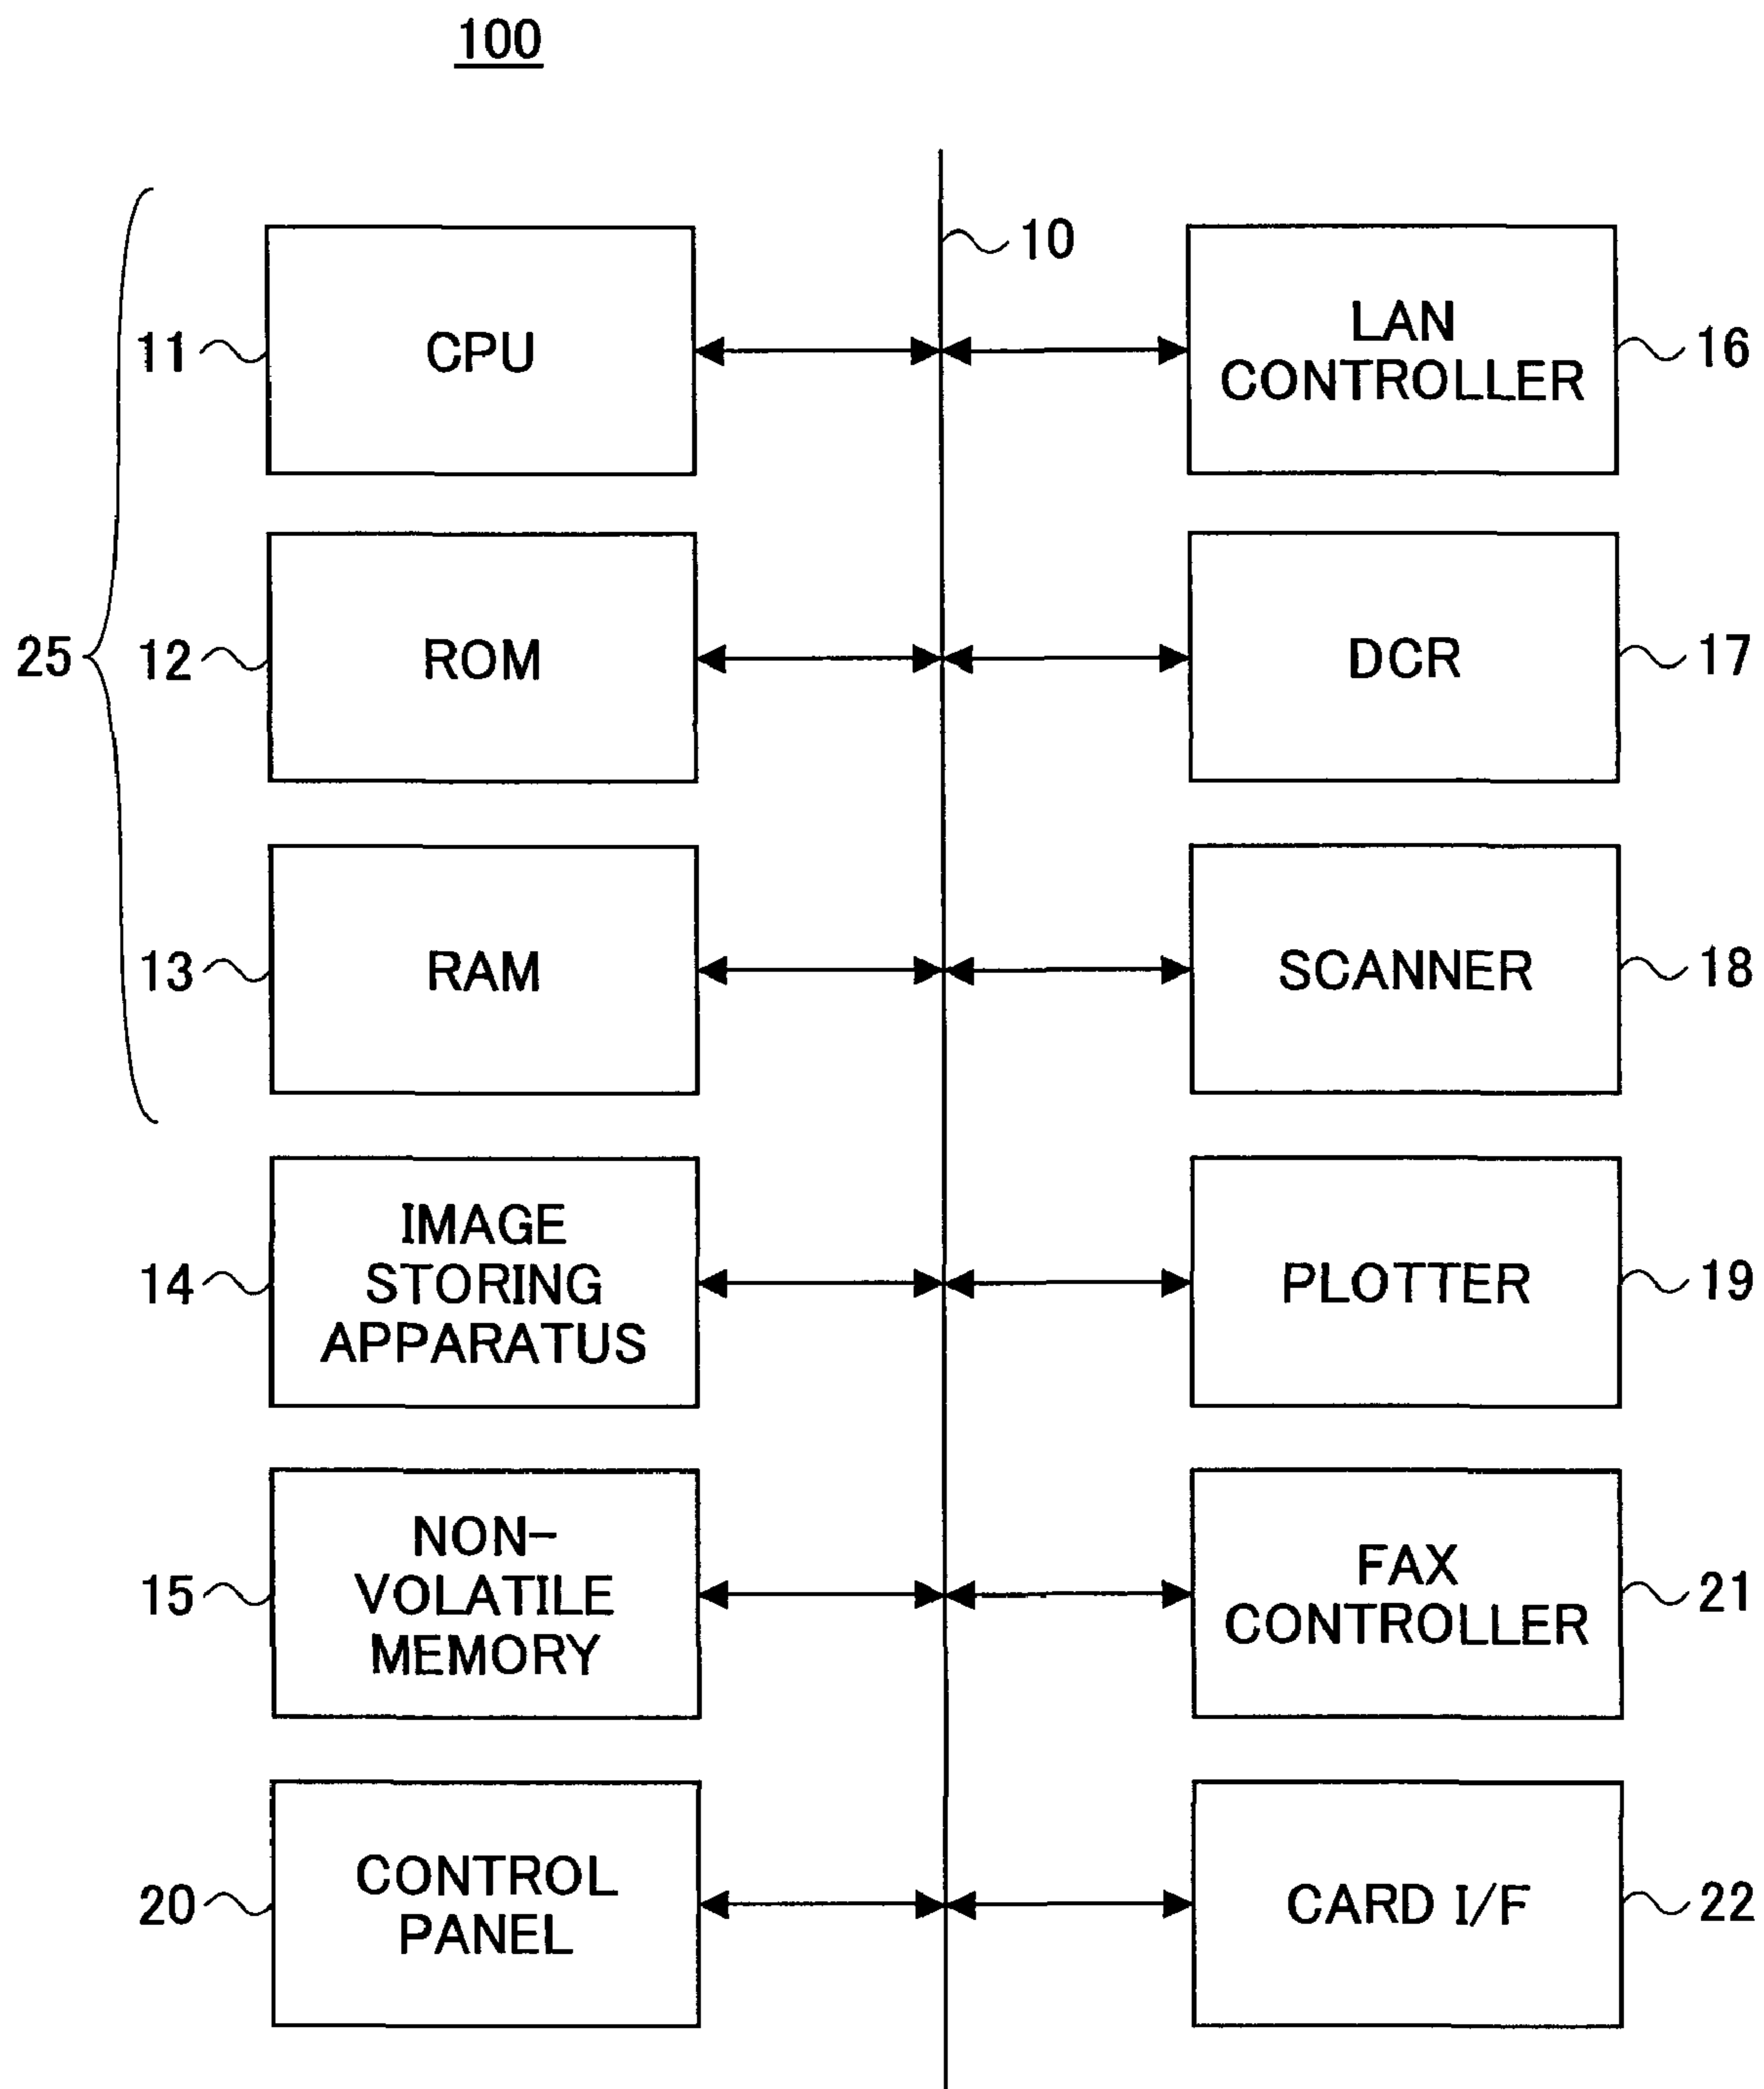 100
10
11
CPU
LAN
CONTROLLER
16
25
12
ROM
DCR
17
13
RAM
SCANNER
18
14
IMAGE
STORING
APPARATUS
PLOTTER
19
15
NON-
VOLATILE
MEMORY
FAX
CONTROLLER
21
20
CONTROL
PANEL
CARD I/F
22